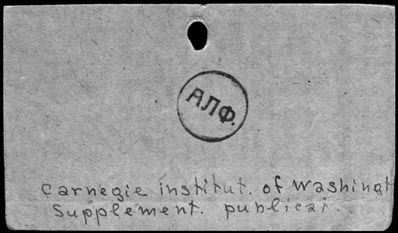 АЛФ.
Carnegie institut. of Washingt
Supplement. publicat.